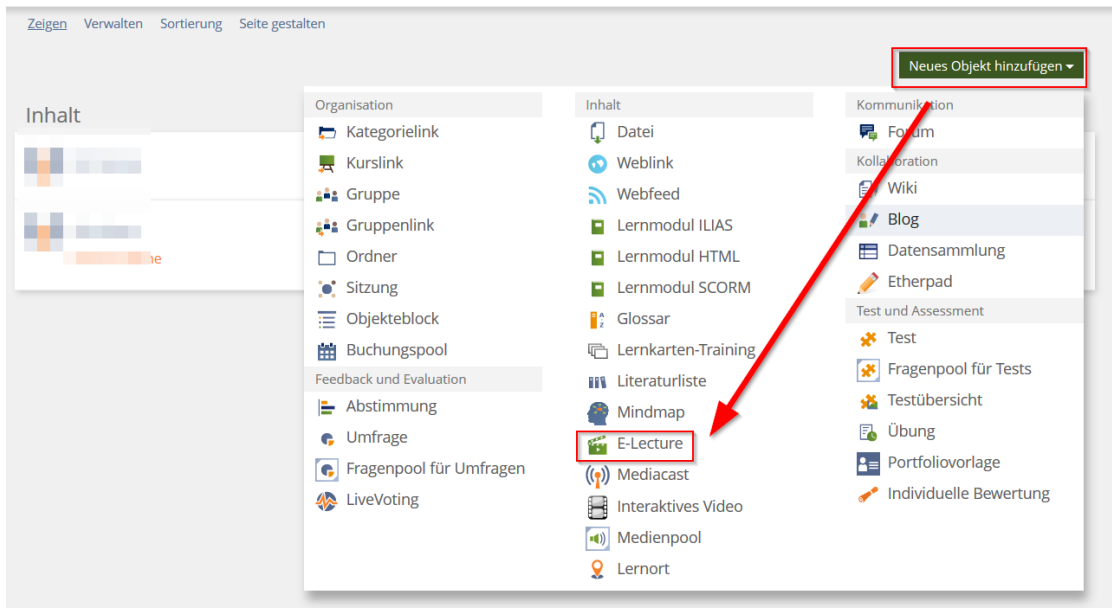 Zeigen Verwalten Sortierung Seite gestalten
Neues Objekt hinzufügen
Inhalt
Organisation
Kategorielink
Kurslink
Gruppe
Gruppenlink
Ordner
Sitzung
Objekteblock
Buchungspool
Feedback und Evaluation
Abstimmung
Umfrage
Fragenpool für Umfragen
LiveVoting
Inhalt
Datei
Weblink
Webfeed
Lernmodul ILIAS
Lernmodul HTML
Lernmodul SCORM
Glossar
Lernkarten-Training
Literaturliste
Mindmap
E-Lecture
Mediacast
Interaktives Video
Medienpool
Lernort
Kommunikation
Forum
Kollaboration
Wiki
Blog
Datensammlung
Etherpad
Test und Assessment
Test
Fragenpool für Tests
Testübersicht
Übung
Portfoliovorlage
Individuelle Bewertung